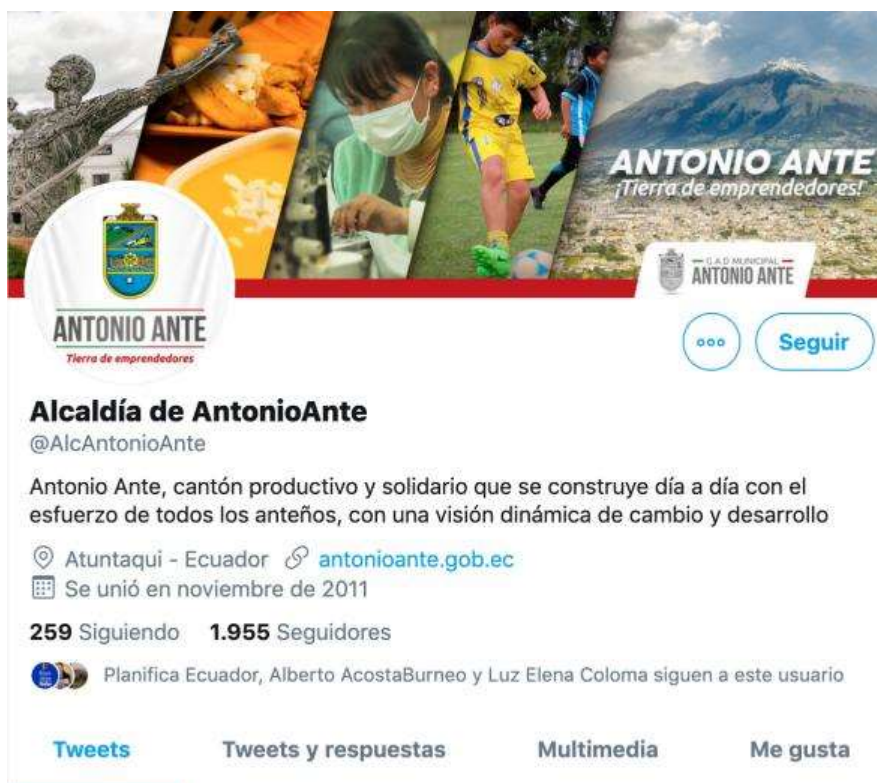 ANTONIO ANTE
¡Tierra de emprendedores!
G.A.D MUNICIPAL
ANTONIO ANTE
ANTONIO ANTE
Tierra de emprendedores
Seguir
Alcaldía de AntonioAnte
@AlcAntonioAnte
Antonio Ante, cantón productivo y solidario que se construye día a día con el
esfuerzo de todos los anteños, con una visión dinámica de cambio y desarrollo
Atuntaqui - Ecuador antonioante.gob.ec
Se unió en noviembre de 2011
259 Siguiendo 1.955 Seguidores
Planifica Ecuador, Alberto AcostaBurneo y Luz Elena Coloma siguen a este usuario
Tweets Tweets y respuestas Multimedia Me gusta